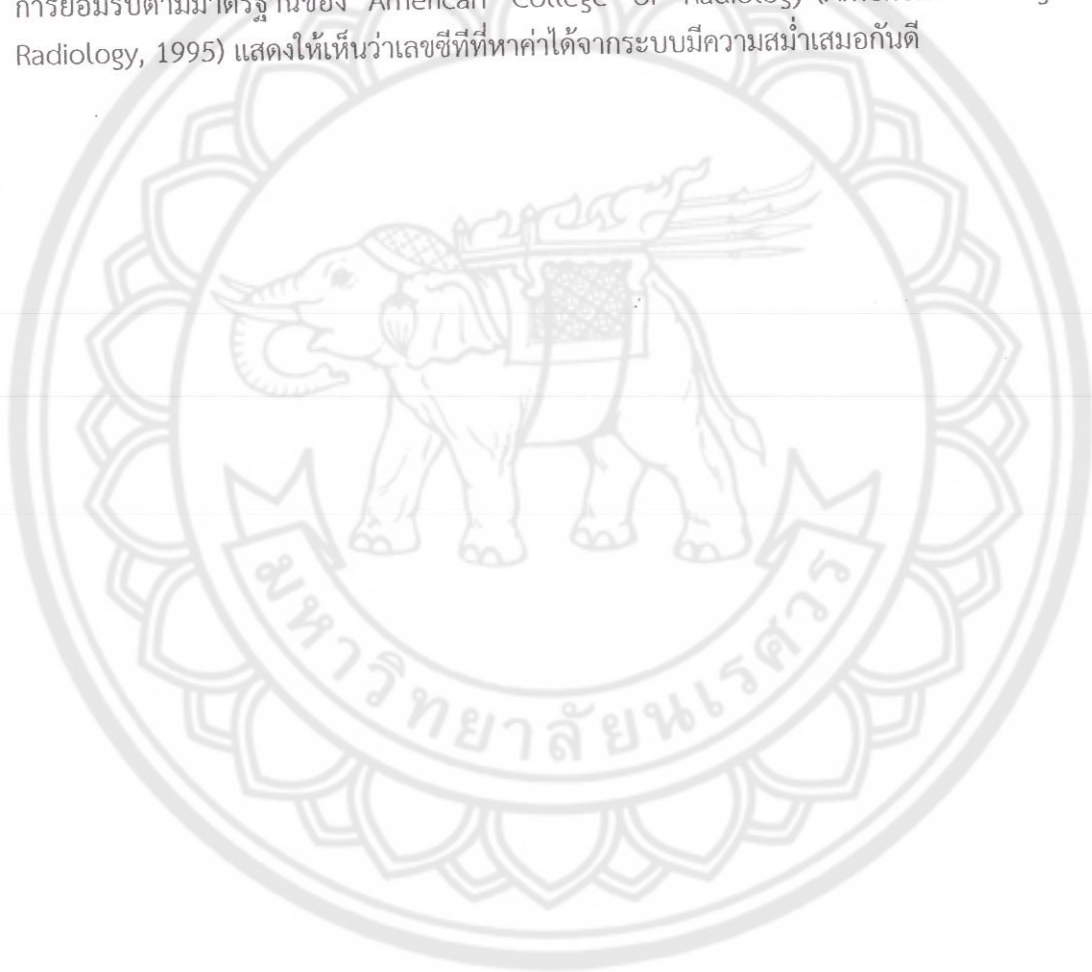 การยอมรับตามมาตรฐานของ American College of Radiology
Radiology, 1995) แสดงให้เห็นว่าเลขซีทีที่หาค่าได้จากระบบมีความสม่ำเสมอกันดี
มหาวิทยาลัยนเรศวร